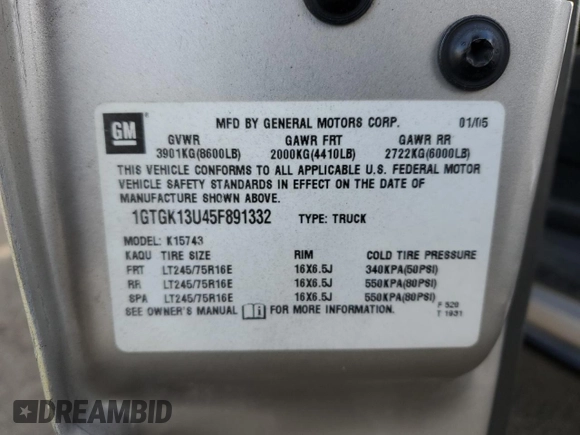 GM
MFD BY GENERAL MOTORS CORP. 01/05
GVWR GAWR FRT GAWR RR
3901KG(8600LB) 2000KG(4410LB) 2722KG(6000LB)
THIS VEHICLE CONFORMS TO ALL APPLICABLE U.S. FEDERAL MOTOR
VEHICLE SAFETY STANDARDS IN EFFECT ON THE DATE OF
MANUFACTURE SHOWN ABOVE.
1GTGK13U45F891332 TYPE: TRUCK
MODEL: K15743
KAQU TIRE SIZE RIM COLD TIRE PRESSURE
FRT LT245/75R16E 16X6.5J 340KPA(50PSI)
RR LT245/75R16E 16X6.5J 550KPA(80PSI)
SPA LT245/75R16E 16X6.5J 550KPA(80PSI)
SEE OWNER'S MANUAL FOR MORE INFORMATION.
F 520
T 1631
DREAMBID